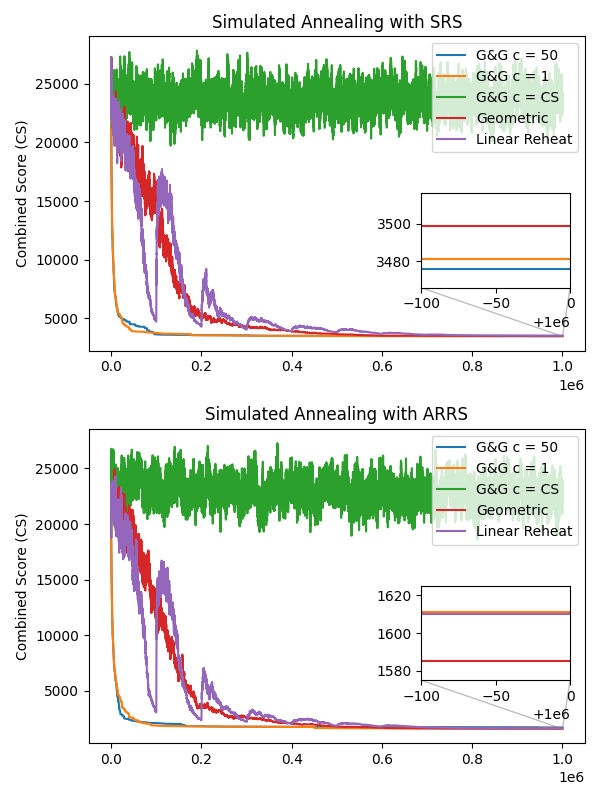 Simulated Annealing with SRS
Combined Score (CS)
25000
20000
15000
10000
5000
G&G c = 50
G&G c = 1
G&G c = CS
Geometric
Linear Reheat
3500
3480
−100 −50 0
+1e6
0.0 0.2 0.4 0.6 0.8 1.0
1e6
Simulated Annealing with ARRS
Combined Score (CS)
25000
20000
15000
10000
5000
G&G c = 50
G&G c = 1
G&G c = CS
Geometric
Linear Reheat
1620
1600
1580
−100 −50 0
+1e6
0.0 0.2 0.4 0.6 0.8 1.0
1e6